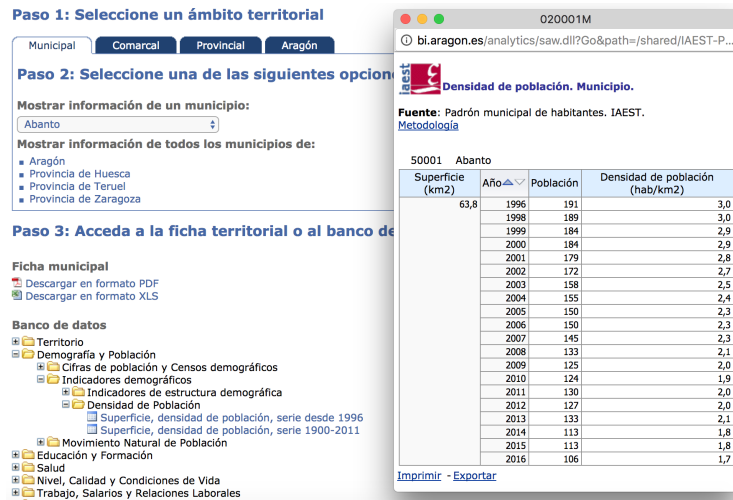 Paso 1: Seleccione un ámbito territorial
Municipal Comarcal Provincial Aragón
Paso 2: Seleccione una de las siguientes opcion
Mostrar información de un municipio:
Abanto
Mostrar información de todos los municipios de:
Aragón
Provincia de Huesca
Provincia de Teruel
Provincia de Zaragoza
Paso 3: Acceda a la ficha territorial o al banco de
Ficha municipal
Descargar en formato PDF
Descargar en formato XLS
Banco de datos
Territorio
Demografía y Población
Cifras de población y Censos demográficos
Indicadores demográficos
Indicadores de estructura demográfica
Densidad de Población
Superficie, densidad de población, serie desde 1996
Superficie, densidad de población, serie 1900-2011
Movimiento Natural de Población
Educación y Formación
Salud
Nivel, Calidad y Condiciones de Vida
Trabajo, Salarios y Relaciones Laborales
020001M
bi.aragon.es/analytics/saw.dll?Go&path=/shared/IAEST-P...
iaest
Densidad de población. Municipio.
Fuente: Padrón municipal de habitantes. IAEST.
Metodología
50001 Abanto
Superficie (km2) Año Población Densidad de población (hab/km2)
63,8 1996 191 3,0
1998 189 3,0
1999 184 2,9
2000 184 2,9
2001 179 2,8
2002 172 2,7
2003 158 2,5
2004 155 2,4
2005 150 2,3
2006 150 2,3
2007 145 2,3
2008 133 2,1
2009 125 2,0
2010 124 1,9
2011 130 2,0
2012 127 2,0
2013 133 2,1
2014 113 1,8
2015 113 1,8
2016 106 1,7
Imprimir - Exportar